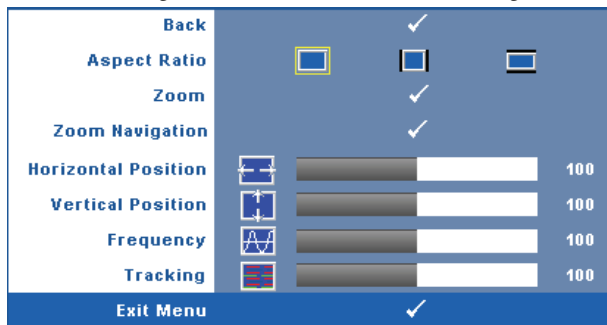 Back
Aspect Ratio
Zoom
Zoom Navigation
Horizontal Position 100
Vertical Position 100
Frequency 100
Tracking 100
Exit Menu